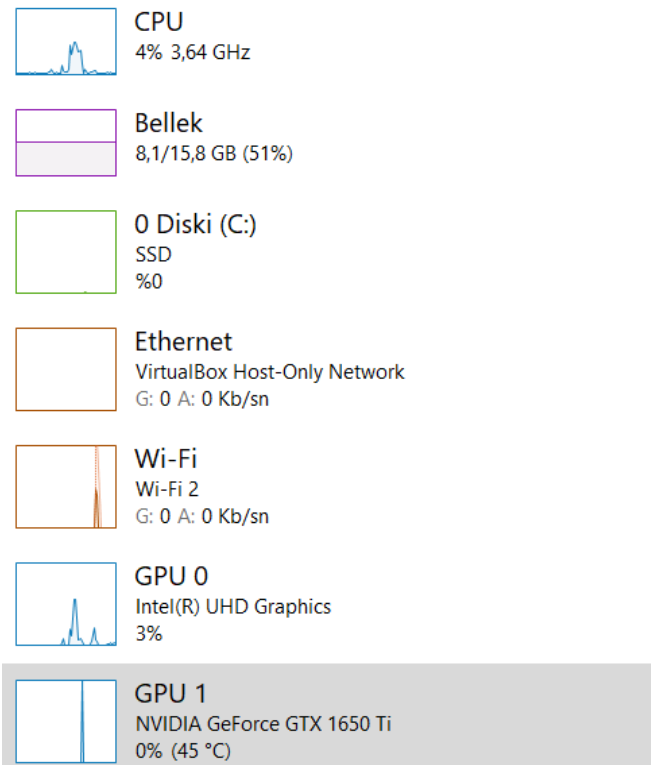 CPU
4% 3,64 GHz
Bellek
8,1/15,8 GB (51%)
0 Diski (C:)
SSD
%0
Ethernet
VirtualBox Host-Only Network
G: 0 A: 0 Kb/sn
Wi-Fi
Wi-Fi 2
G: 0 A: 0 Kb/sn
GPU 0
Intel(R) UHD Graphics
3%
GPU 1
NVIDIA GeForce GTX 1650 Ti
0% (45 °C)